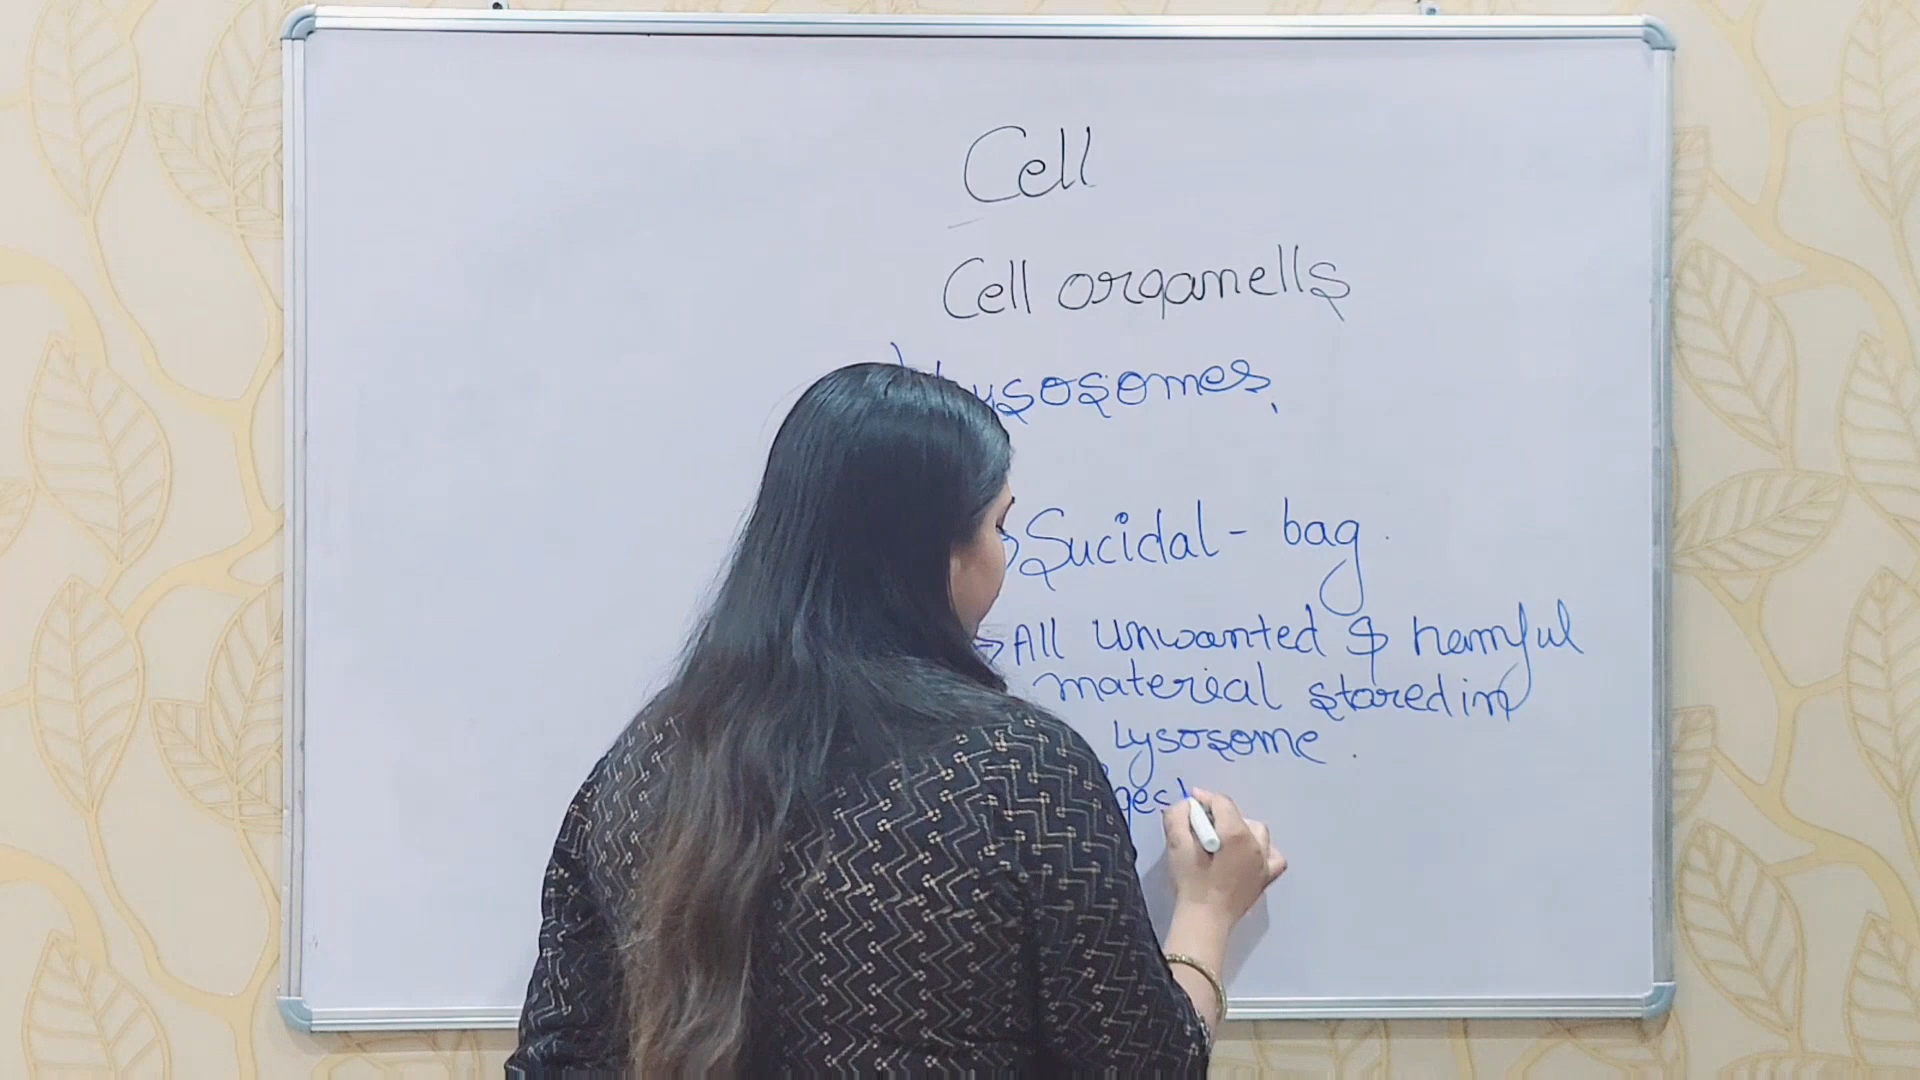 Cell
Cell organells
Lysosomes,
Sucidal - bag.
All unwanted & harmful
material stored in
Lysosome.